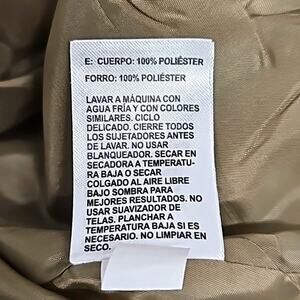 E: CUERPO: 100% POLIÉSTER
FORRO: 100% POLIÉSTER
LAVAR A MÁQUINA CON
AGUA FRÍA Y CON COLORES
SIMILARES. CICLO
DELICADO. CIERRE TODOS
LOS SUJETADORES ANTES
DE LAVAR. NO USAR
BLANQUEADOR. SECAR EN
SECADORA A TEMPERATU-
RA BAJA O SECAR
COLGADO AL AIRE LIBRE
BAJO SOMBRA PARA
MEJORES RESULTADOS. NO
USAR SUAVIZADOR DE
TELAS. PLANCHAR A
TEMPERATURA BAJA SI ES
NECESARIO. NO LIMPIAR EN
SECO.